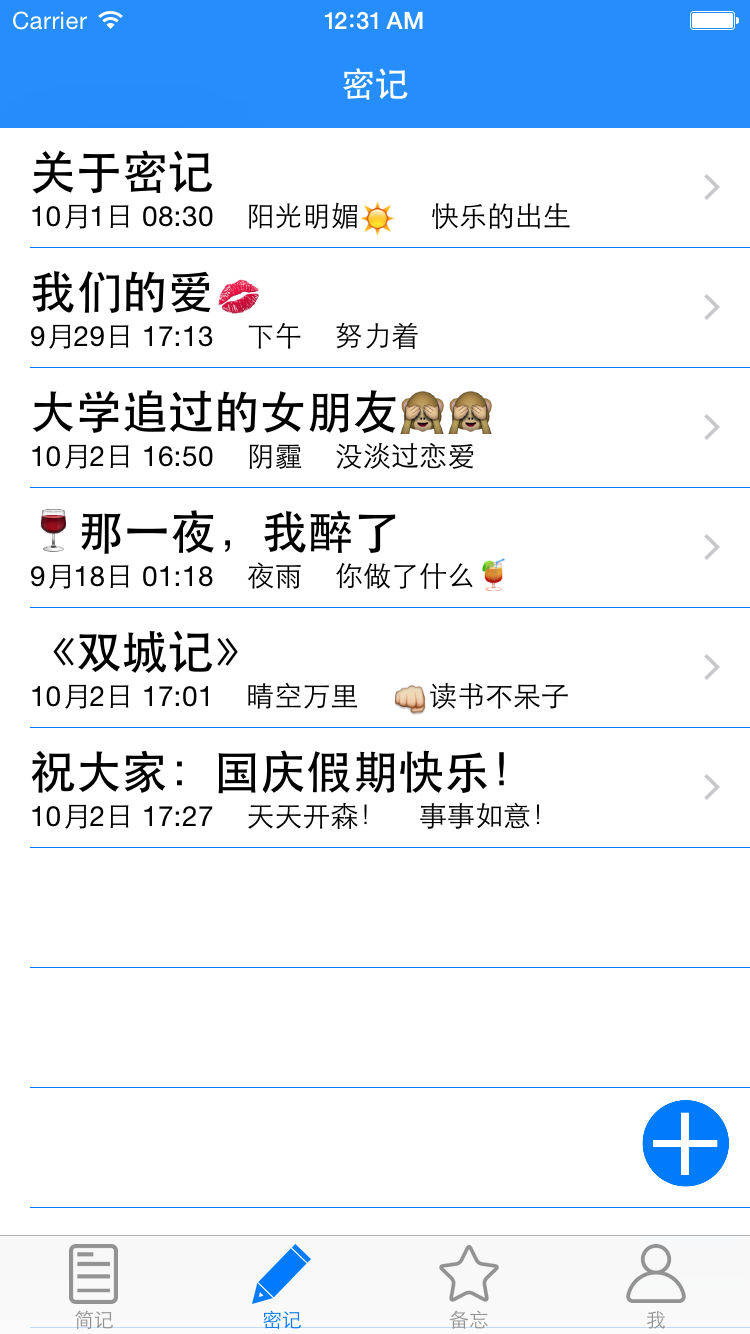 Carrier 12:31 AM
密记
关于密记
10月1日 08:30 阳光明媚☀️ 快乐的出生
我们的爱💋
9月29日 17:13 下午 努力着
大学追过的女朋友🙈🙈
10月2日 16:50 阴霾 没淡过恋爱
🍷那一夜，我醉了
9月18日 01:18 夜雨 你做了什么🍹
《双城记》
10月2日 17:01 晴空万里 👊读书不呆子
祝大家：国庆假期快乐！
10月2日 17:27 天天开森！ 事事如意！
简记 密记 备忘 我